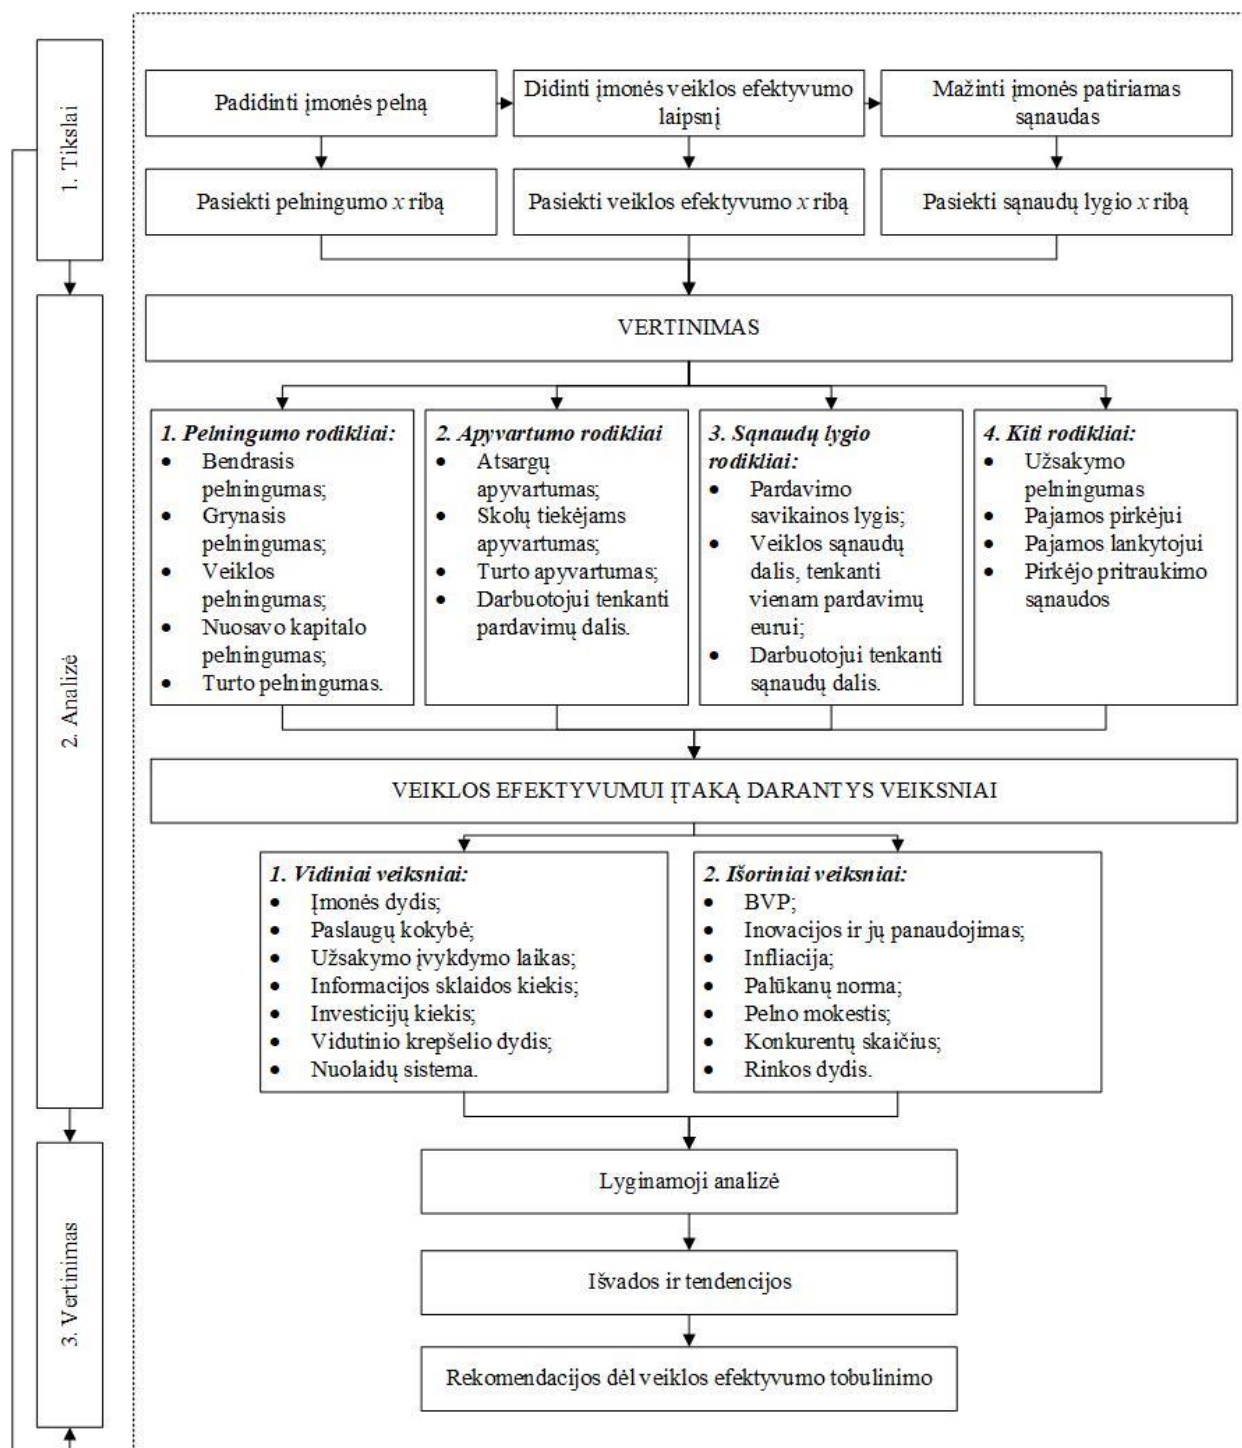 1. Tikslai
Padidinti įmonės pelną
Didinti įmonės veiklos efektyvumo
laipsnį
Mažinti įmonės patiriamas
sąnaudas
Pasiekti pelningumo x ribą
Pasiekti veiklos efektyvumo x ribą
Pasiekti sąnaudų lygio x ribą
2. Analizė
VERTINIMAS
1. Pelningumo rodikliai:
• Bendrasis
pelningumas;
• Grynasis
pelningumas;
• Veiklos
pelningumas;
• Nuosavo kapitalo
pelningumas;
• Turto pelningumas.
2. Apyvartumo rodikliai
• Atsargų
apyvartumas;
• Skolų tiekėjams
apyvartumas;
• Turto apyvartumas;
• Darbuotojui tenkanti
pardavimų dalis.
3. Sąnaudų lygio
rodikliai:
• Pardavimo
savikainos lygis;
• Veiklos sąnaudų
dalis, tenkanti
vienam pardavimų
eurui;
• Darbuotojui tenkanti
sąnaudų dalis.
4. Kiti rodikliai:
• Užsakymo
pelningumas
• Pajamos pirkėjui
• Pajamos lankytojui
• Pirkėjo pritraukimo
sąnaudos
VEIKLOS EFEKTYVUMUI ĮTAKĄ DARANTYS VEIKSNIAI
1. Vidiniai veiksniai:
• Įmonės dydis;
• Paslaugų kokybė;
• Užsakymo įvykdymo laikas;
• Informacijos sklaidos kiekis;
• Investicijų kiekis;
• Vidutinio krepšelio dydis;
• Nuolaidų sistema.
2. Išoriniai veiksniai:
• BVP;
• Inovacijos ir jų panaudojimas;
• Infliacija;
• Palūkanų norma;
• Pelno mokestis;
• Konkurentų skaičius;
• Rinkos dydis.
3. Vertinimas
Lyginamoji analizė
Išvados ir tendencijos
Rekomendacijos dėl veiklos efektyvumo tobulinimo